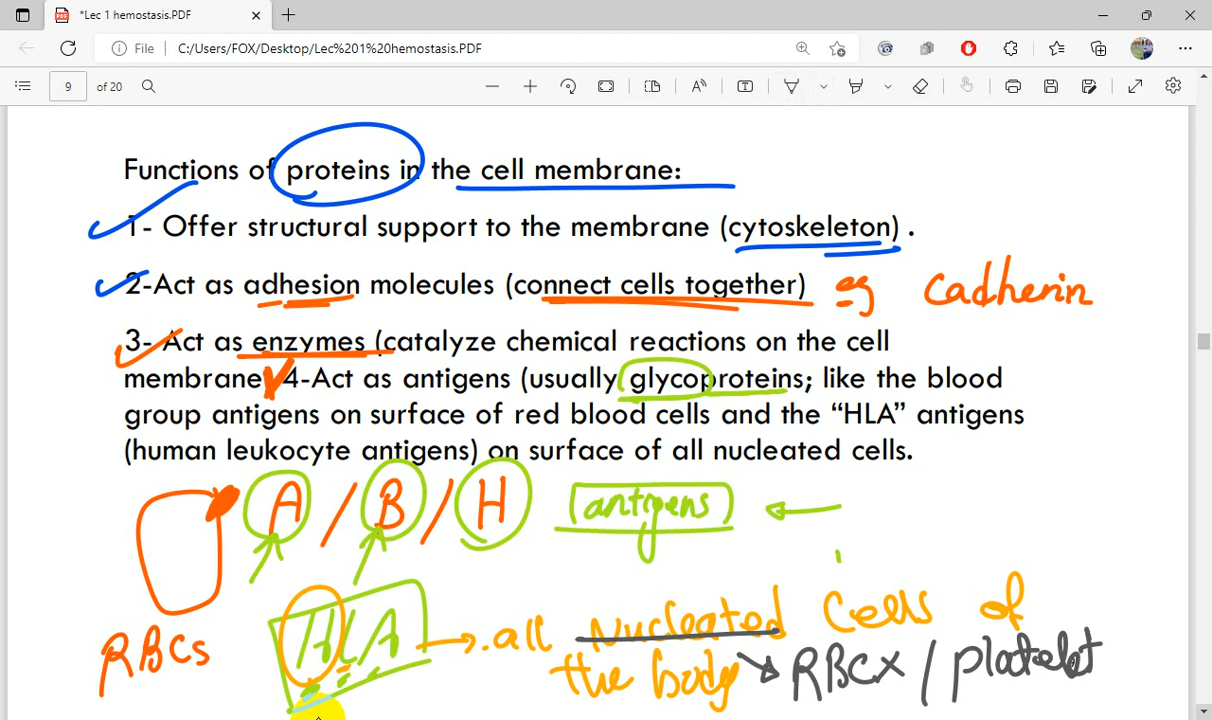 *Lec 1 hemostasis.PDF
File C:/Users/FOX/Desktop/Lec%201%20hemostasis.PDF
9 of 20
Functions of proteins in the cell membrane:
1- Offer structural support to the membrane (cytoskeleton) .
2-Act as adhesion molecules (connect cells together) eg Cadherin
3- Act as enzymes (catalyze chemical reactions on the cell
membrane 4-Act as antigens (usually glycoproteins; like the blood
group antigens on surface of red blood cells and the “HLA” antigens
(human leukocyte antigens) on surface of all nucleated cells.
A / B / H antigens
HLA → all Nucleated Cells of
RBCs the body RBCX / platelet